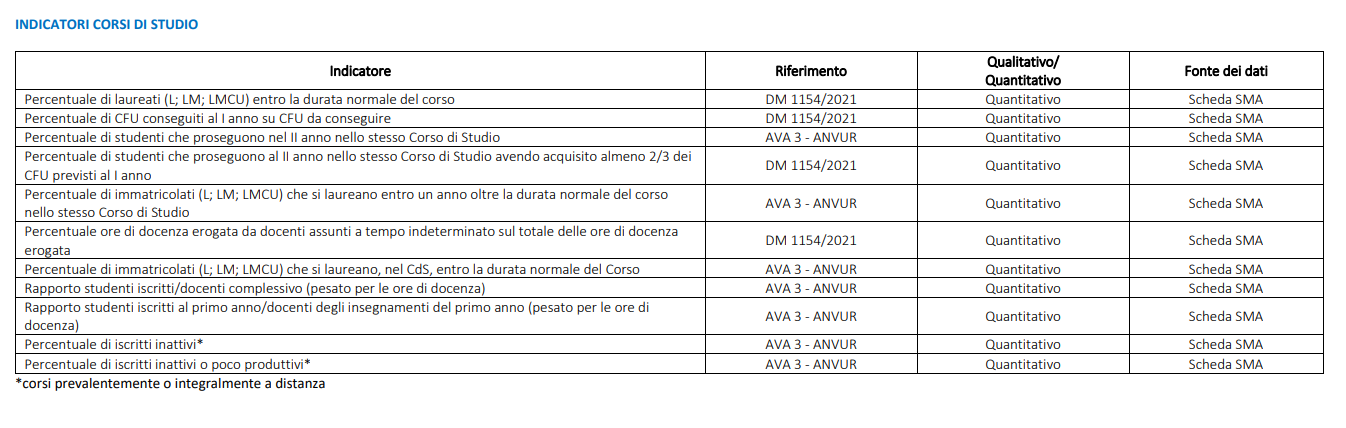 INDICATORI CORSI DI STUDIO
Indicatore Riferimento Qualitativo/ Fonte dei dati
Quantitativo
Percentuale di laureati (L; LM; LMCU) entro la durata normale del corso DM 1154/2021 Quantitativo Scheda SMA
Percentuale di CFU conseguiti al I anno su CFU da conseguire DM 1154/2021 Quantitativo Scheda SMA
Percentuale di studenti che proseguono nel II anno nello stesso Corso di Studio AVA 3 - ANVUR Quantitativo Scheda SMA
Percentuale di studenti che proseguono al II anno nello stesso Corso di Studio avendo acquisito almeno 2/3 dei
CFU previsti al I anno DM 1154/2021 Quantitativo Scheda SMA
Percentuale di immatricolati (L; LM; LMCU) che si laureano entro un anno oltre la durata normale del corso
nello stesso Corso di Studio AVA 3 - ANVUR Quantitativo Scheda SMA
Percentuale ore di docenza erogata da docenti assunti a tempo indeterminato sul totale delle ore di docenza
erogata DM 1154/2021 Quantitativo Scheda SMA
Percentuale di immatricolati (L; LM; LMCU) che si laureano, nel CdS, entro la durata normale del Corso AVA 3 - ANVUR Quantitativo Scheda SMA
Rapporto studenti iscritti/docenti complessivo (pesato per le ore di docenza) AVA 3 - ANVUR Quantitativo Scheda SMA
Rapporto studenti iscritti al primo anno/docenti degli insegnamenti del primo anno (pesato per le ore di
docenza) AVA 3 - ANVUR Quantitativo Scheda SMA
Percentuale di iscritti inattivi* AVA 3 - ANVUR Quantitativo Scheda SMA
Percentuale di iscritti inattivi o poco produttivi* AVA 3 - ANVUR Quantitativo Scheda SMA
*corsi prevalentemente o integralmente a distanza